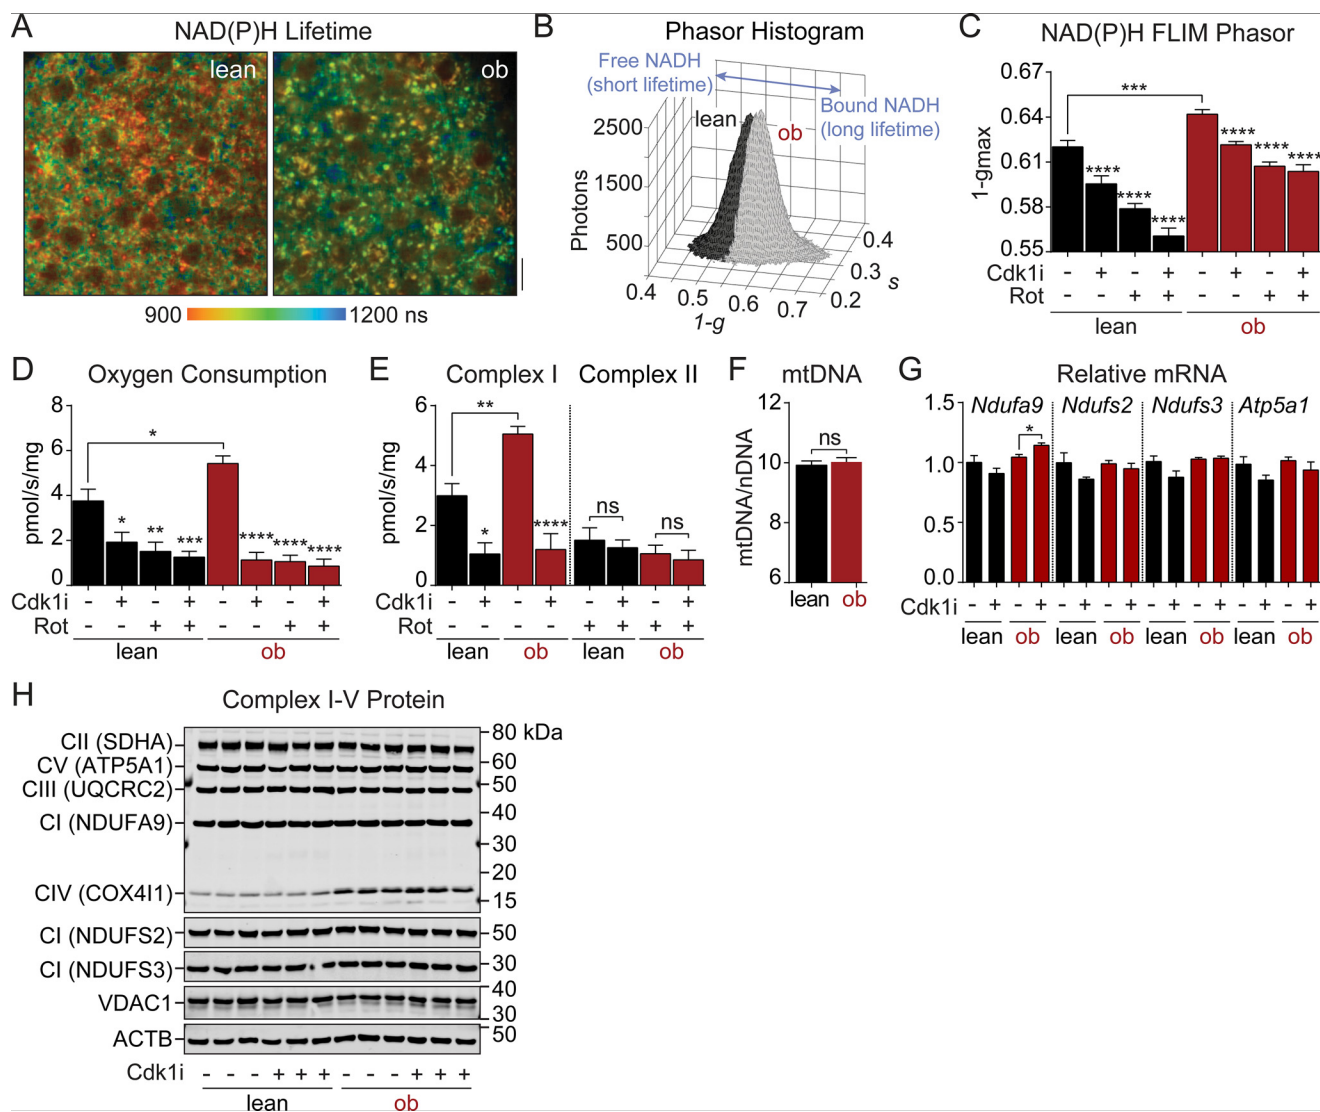 A
NAD(P)H Lifetime
lean
ob
900
1200 ns
B
Phasor Histogram
Free NADH
(short lifetime)
Bound NADH
(long lifetime)
lean
ob
2500
1500
500
Photons
0.4
0.5
0.6
0.7
1-g
0.2
0.3
0.4
s
C
NAD(P)H FLIM Phasor
0.67
0.64
0.61
0.58
0.55
1-gmax
***
**** **** ****
**** **** ****
Cdk1i - + - + - + - +
Rot - - + + - - + +
lean ob
D
Oxygen Consumption
8
6
4
2
0
pmol/s/mg
*
* ** *** **** **** ****
Cdk1i - + - + - + - +
Rot - - + + - - + +
lean ob
E
Complex I Complex II
6
4
2
0
pmol/s/mg
**
* ****
ns ns
Cdk1i - + - + - + - +
Rot - - - - + + + +
lean ob lean ob
F
mtDNA
12
10
8
6
mtDNA/nDNA
ns
lean ob
G
Relative mRNA
Ndufa9 Ndufs2 Ndufs3 Atp5a1
1.5
1.0
0.5
0.0
*
Cdk1i - + - + - + - + - + - + - + - +
lean ob lean ob lean ob lean ob
H
Complex I-V Protein
CII (SDHA)
CV (ATP5A1)
CIII (UQCRC2)
CI (NDUFA9)
CIV (COX4I1)
CI (NDUFS2)
CI (NDUFS3)
VDAC1
ACTB
80 kDa
60
50
40
30
20
15
50
30
40
30
50
Cdk1i - - - + + + - - - + + +
lean ob